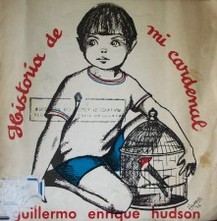 Historia de
mi cardenal
guillermo enrique hudson